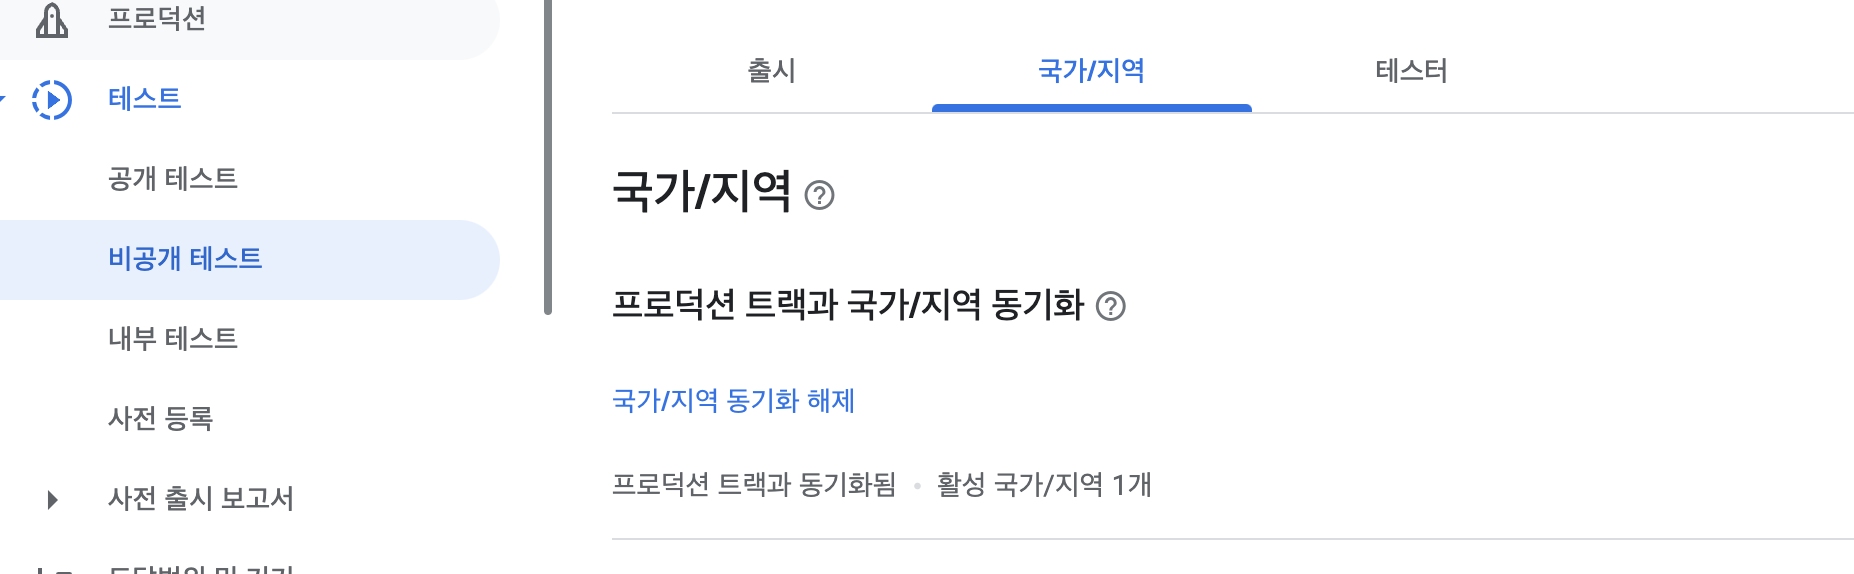 프로덕션
테스트
공개 테스트
비공개 테스트
내부 테스트
사전 등록
사전 출시 보고서
출시
국가/지역
테스터
국가/지역
프로덕션 트랙과 국가/지역 동기화
국가/지역 동기화 해제
프로덕션 트랙과 동기화됨 • 활성 국가/지역 1개